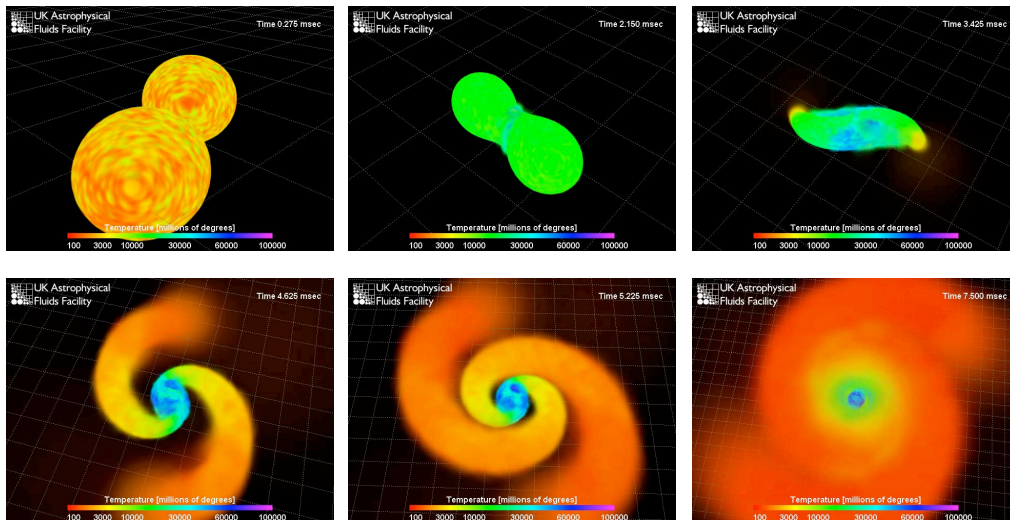 UK Astrophysical
Fluids Facility
Time 0.275 msec
Temperature [millions of degrees]
100 3000 10000 30000 60000 100000
UK Astrophysical
Fluids Facility
Time 2.150 msec
Temperature [millions of degrees]
100 3000 10000 30000 60000 100000
UK Astrophysical
Fluids Facility
Time 3.425 msec
Temperature [millions of degrees]
100 3000 10000 30000 60000 100000
UK Astrophysical
Fluids Facility
Time 4.625 msec
Temperature [millions of degrees]
100 3000 10000 30000 60000 100000
UK Astrophysical
Fluids Facility
Time 5.225 msec
Temperature [millions of degrees]
100 3000 10000 30000 60000 100000
UK Astrophysical
Fluids Facility
Time 7.500 msec
Temperature [millions of degrees]
100 3000 10000 30000 60000 100000